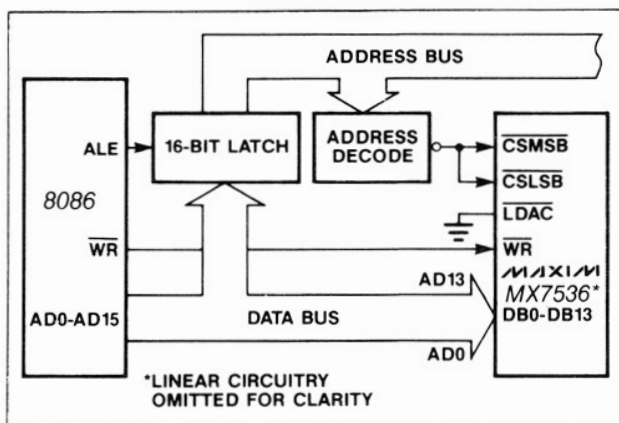 ADDRESS BUS
ALE
16-BIT LATCH
ADDRESS
DECODE
CSMSB
CSLSB
8086
LDAC
WR
WR
MAXIM
AD13
MX7536*
AD0-AD15
DATA BUS
DB0-DB13
AD0
*LINEAR CIRCUITRY
OMITTED FOR CLARITY